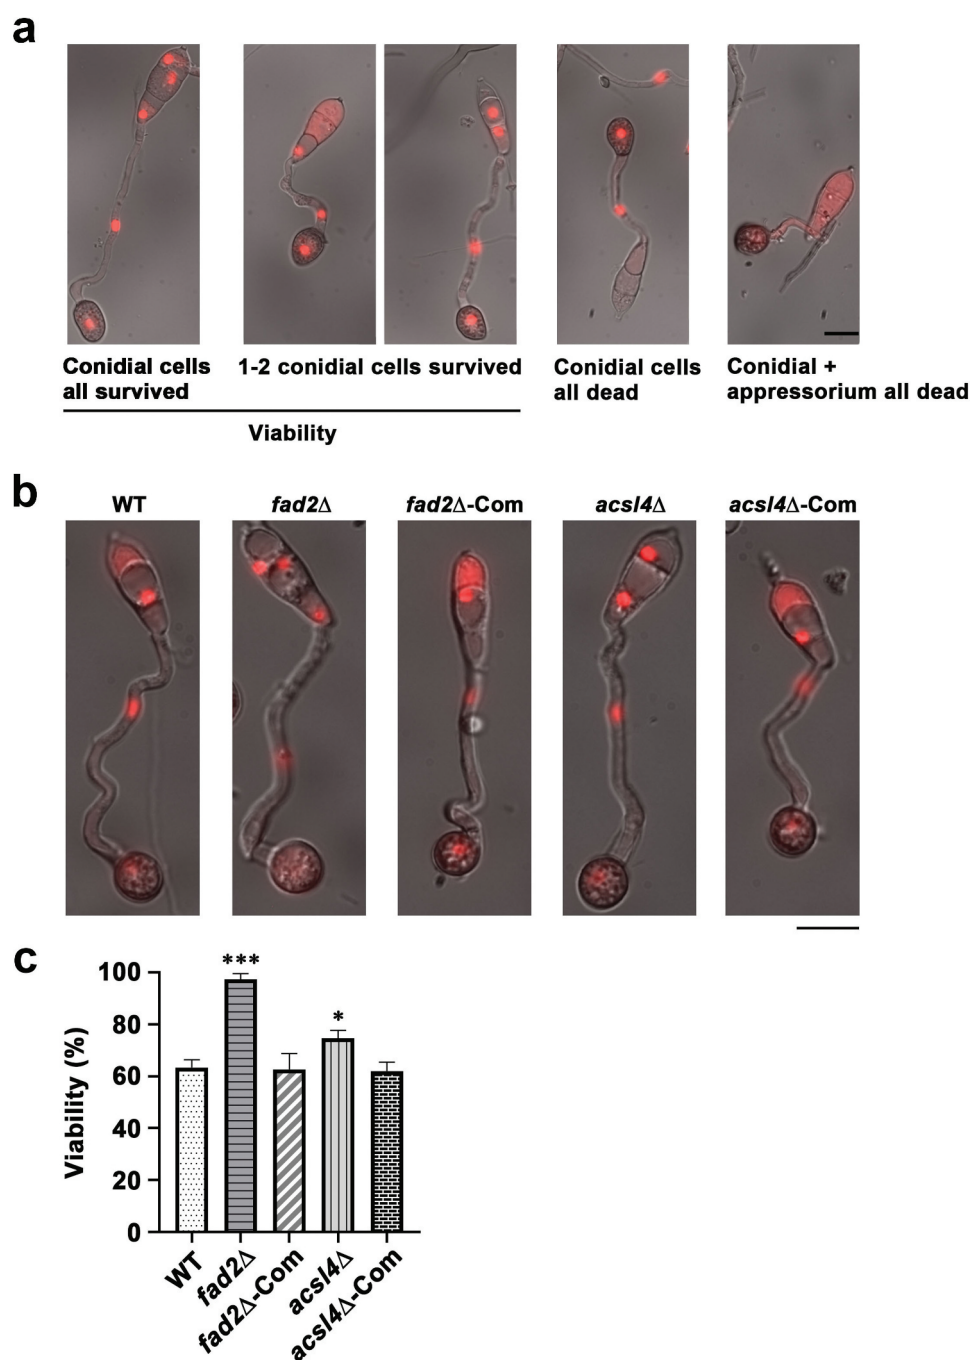 a
Conidial cells
all survived
1-2 conidial cells survived
Conidial cells
all dead
Conidial +
appressorium all dead
Viability
b
WT
fad2Δ
fad2Δ-Com
acsl4Δ
acsl4Δ-Com
c
***
*
100
80
60
40
20
0
Viability (%)
WT
fad2Δ
fad2Δ-Com
acsl4Δ
acsl4Δ-Com